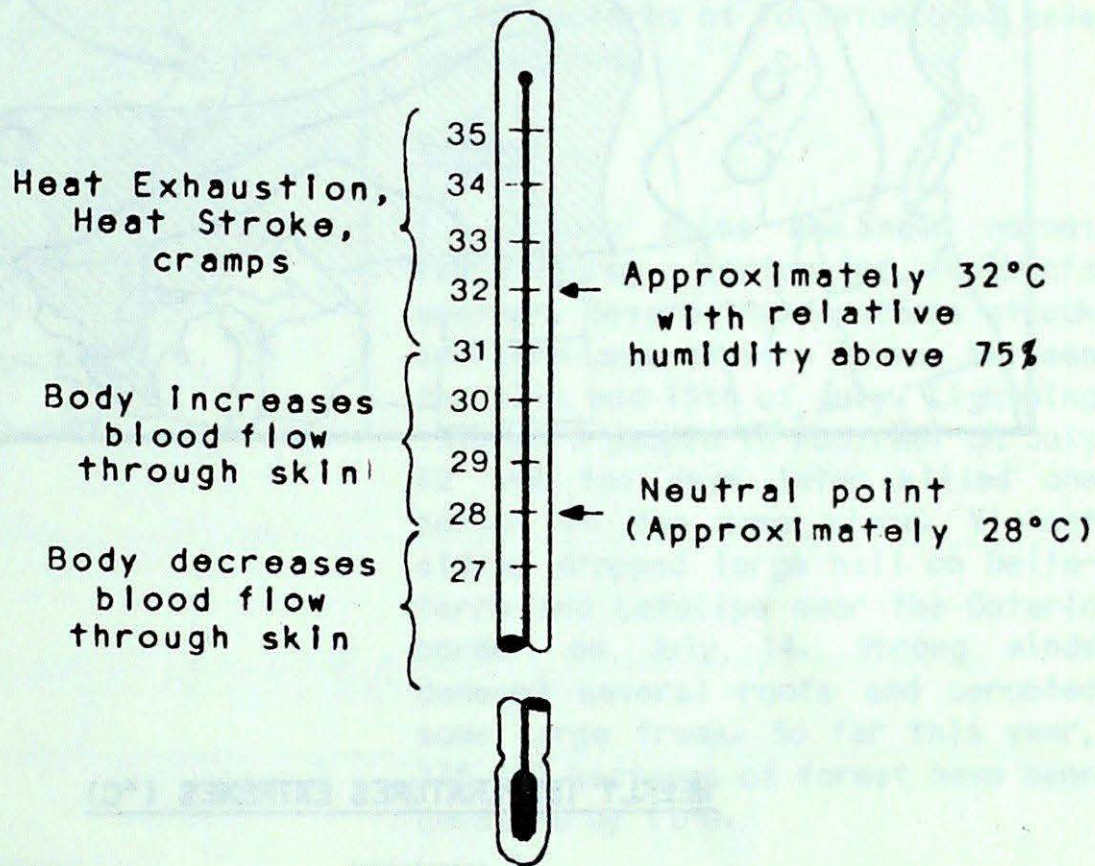 35
34
33
32
31
30
29
28
27
Heat Exhaustion,
Heat Stroke,
cramps
Body increases
blood flow
through skin
Body decreases
blood flow
through skin
Approximately 32°C
with relative
humidity above 75%
Neutral point
(Approximately 28°C)